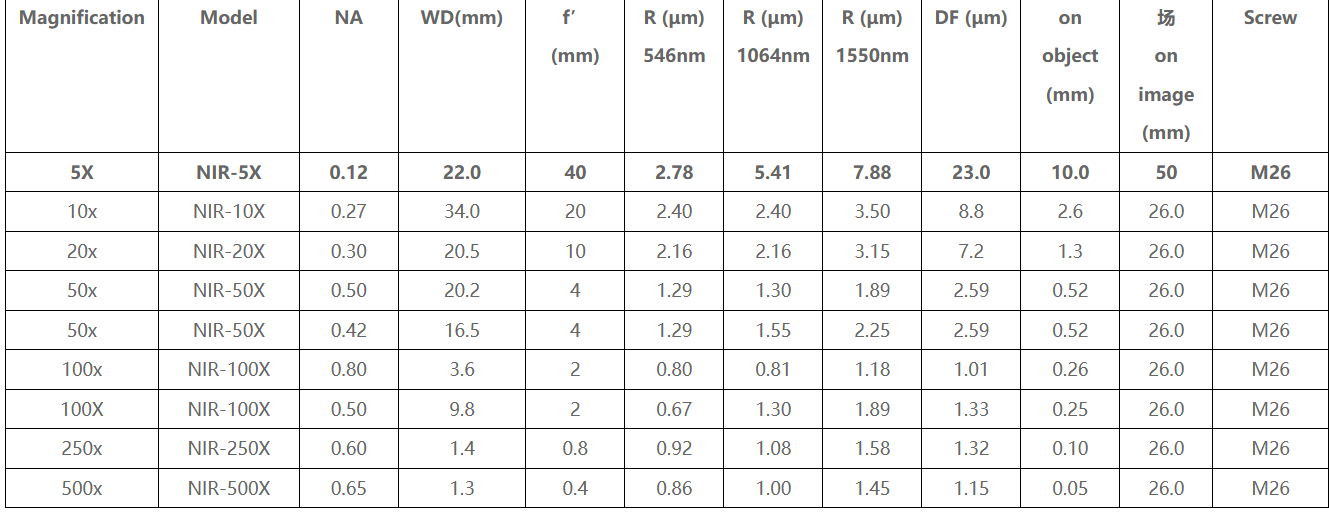 Magnification Model NA WD(mm) f’ (mm) R (μm) 546nm R (μm) 1064nm R (μm) 1550nm DF (μm) on object (mm) 场 on image (mm) Screw
5X NIR-5X 0.12 22.0 40 2.78 5.41 7.88 23.0 10.0 50 M26
10x NIR-10X 0.27 34.0 20 2.40 2.40 3.50 8.8 2.6 26.0 M26
20x NIR-20X 0.30 20.5 10 2.16 2.16 3.15 7.2 1.3 26.0 M26
50x NIR-50X 0.50 20.2 4 1.29 1.30 1.89 2.59 0.52 26.0 M26
50x NIR-50X 0.42 16.5 4 1.29 1.55 2.25 2.59 0.52 26.0 M26
100x NIR-100X 0.80 3.6 2 0.80 0.81 1.18 1.01 0.26 26.0 M26
100X NIR-100X 0.50 9.8 2 0.67 1.30 1.89 1.33 0.25 26.0 M26
250x NIR-250X 0.60 1.4 0.8 0.92 1.08 1.58 1.32 0.10 26.0 M26
500x NIR-500X 0.65 1.3 0.4 0.86 1.00 1.45 1.15 0.05 26.0 M26